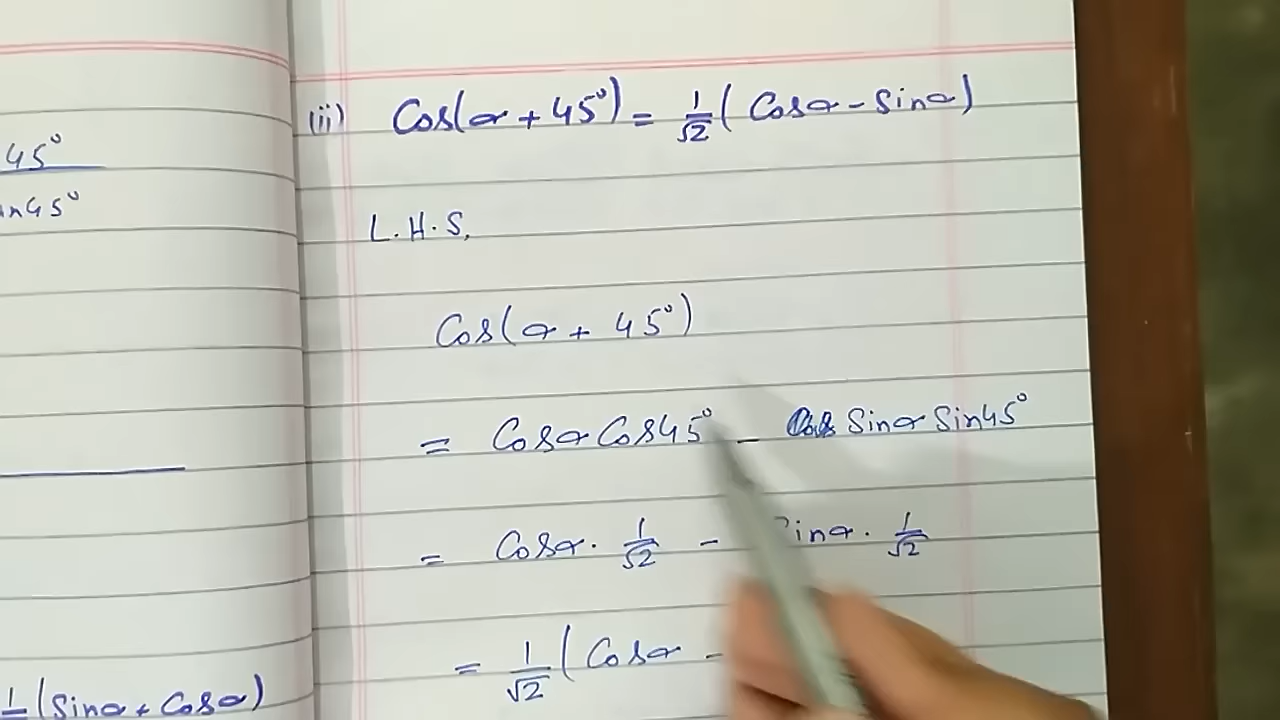 45°
in45°
1/ (Sinα + Cosα)
(ii) Cos(α + 45°) = 1/√2 ( Cosα - Sinα)
L.H.S,
Cos(α + 45°)
= Cosα Cos45° - Sinα Sin45°
= Cosα. 1/√2 - Sinα. 1/√2
= 1/√2 (Cosα -